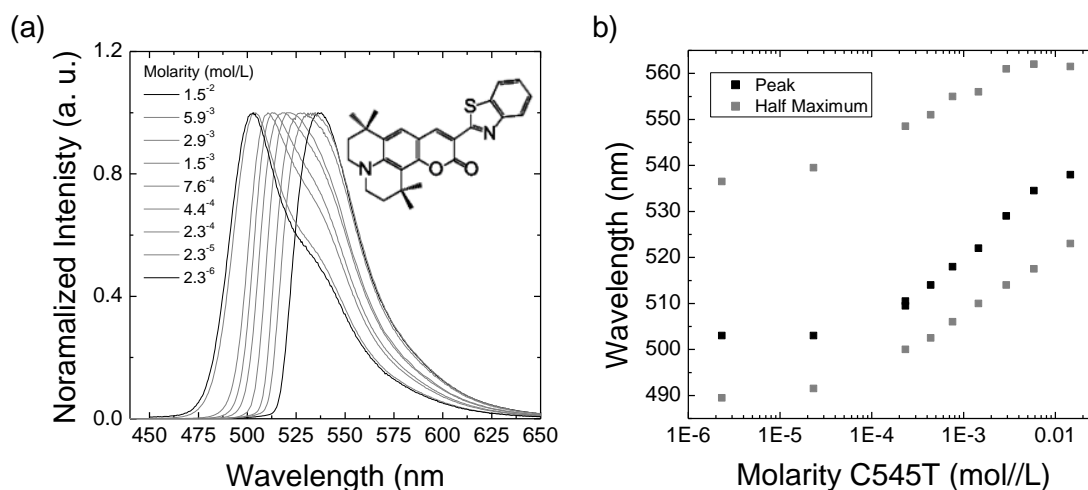 (a)
1.2
0.8
0.4
0.0
Noramalized Intenisty (a. u.)
Molarity (mol/L)
1.5-2
5.9-3
2.9-3
1.5-3
7.6-4
4.4-4
2.3-4
2.3-5
2.3-6
S
N
N
O
O
450 475 500 525 550 575 600 625 650
Wavelength (nm
b)
560
550
540
530
520
510
500
490
Wavelength (nm)
Peak
Half Maximum
1E-6 1E-5 1E-4 1E-3 0.01
Molarity C545T (mol//L)